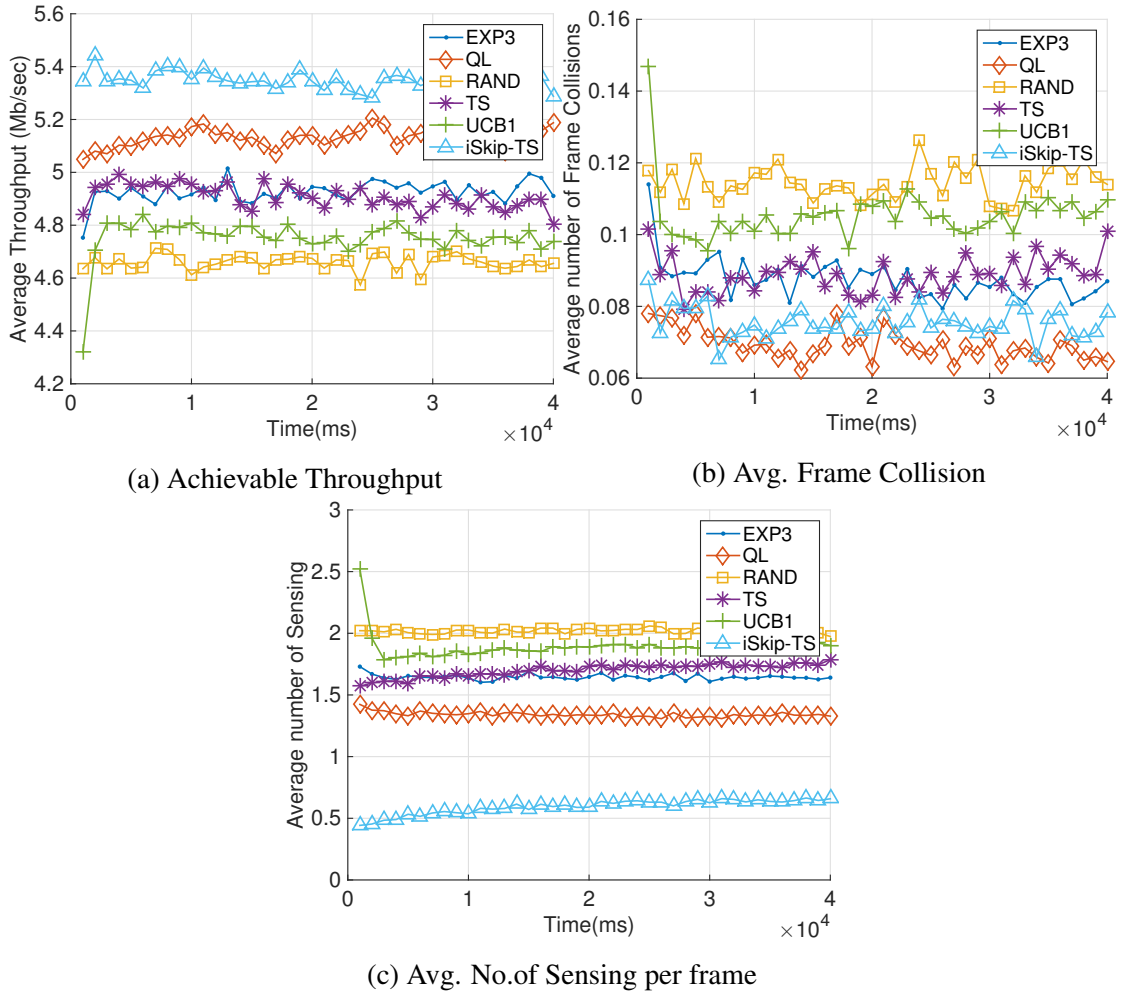 5.6
5.4
5.2
5
4.8
4.6
4.4
4.2
Average Throughput (Mb/sec)
EXP3
QL
RAND
TS
UCB1
iSkip-TS
0 1 2 3 4
Time(ms)
×10^4
(a) Achievable Throughput
0.16
0.14
0.12
0.1
0.08
0.06
Average number of Frame Collisions
EXP3
QL
RAND
TS
UCB1
iSkip-TS
0 1 2 3 4
Time(ms)
×10^4
(b) Avg. Frame Collision
3
2.5
2
1.5
1
0.5
0
Average number of Sensing
EXP3
QL
RAND
TS
UCB1
iSkip-TS
0 1 2 3 4
Time(ms)
×10^4
(c) Avg. No.of Sensing per frame